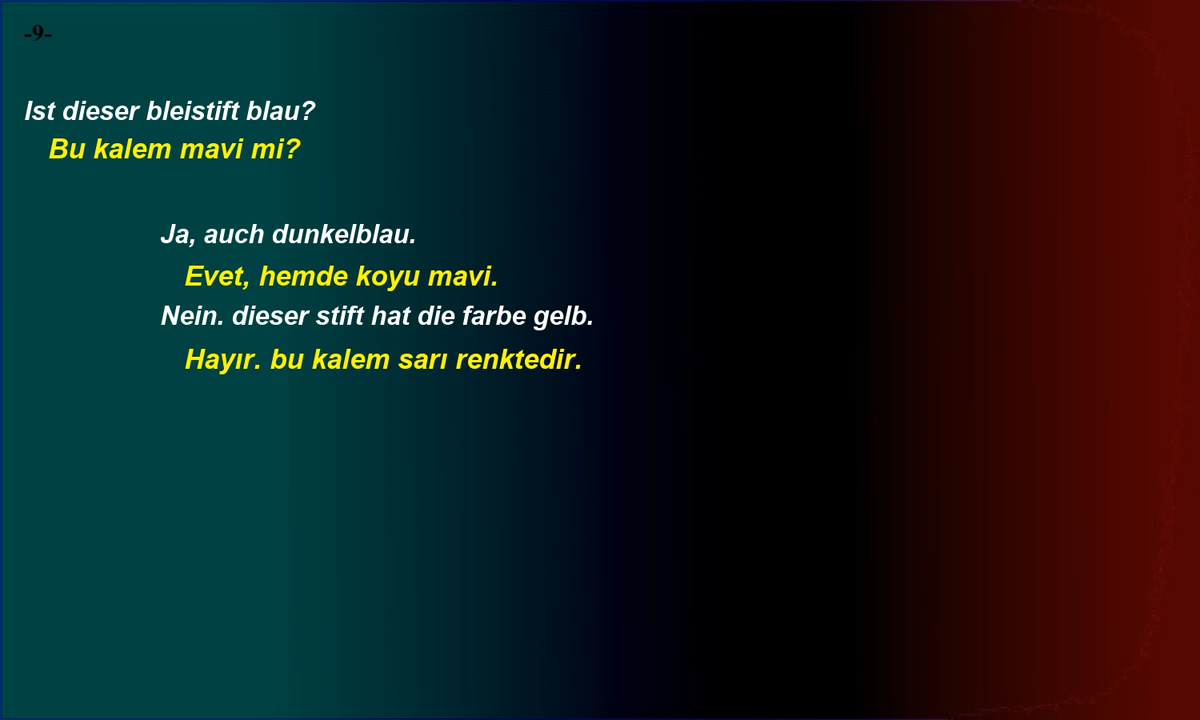 -9-
Ist dieser bleistift blau?
Bu kalem mavi mi?
Ja, auch dunkelblau.
Evet, hemde koyu mavi.
Nein. dieser stift hat die farbe gelb.
Hayır. bu kalem sarı renktedir.